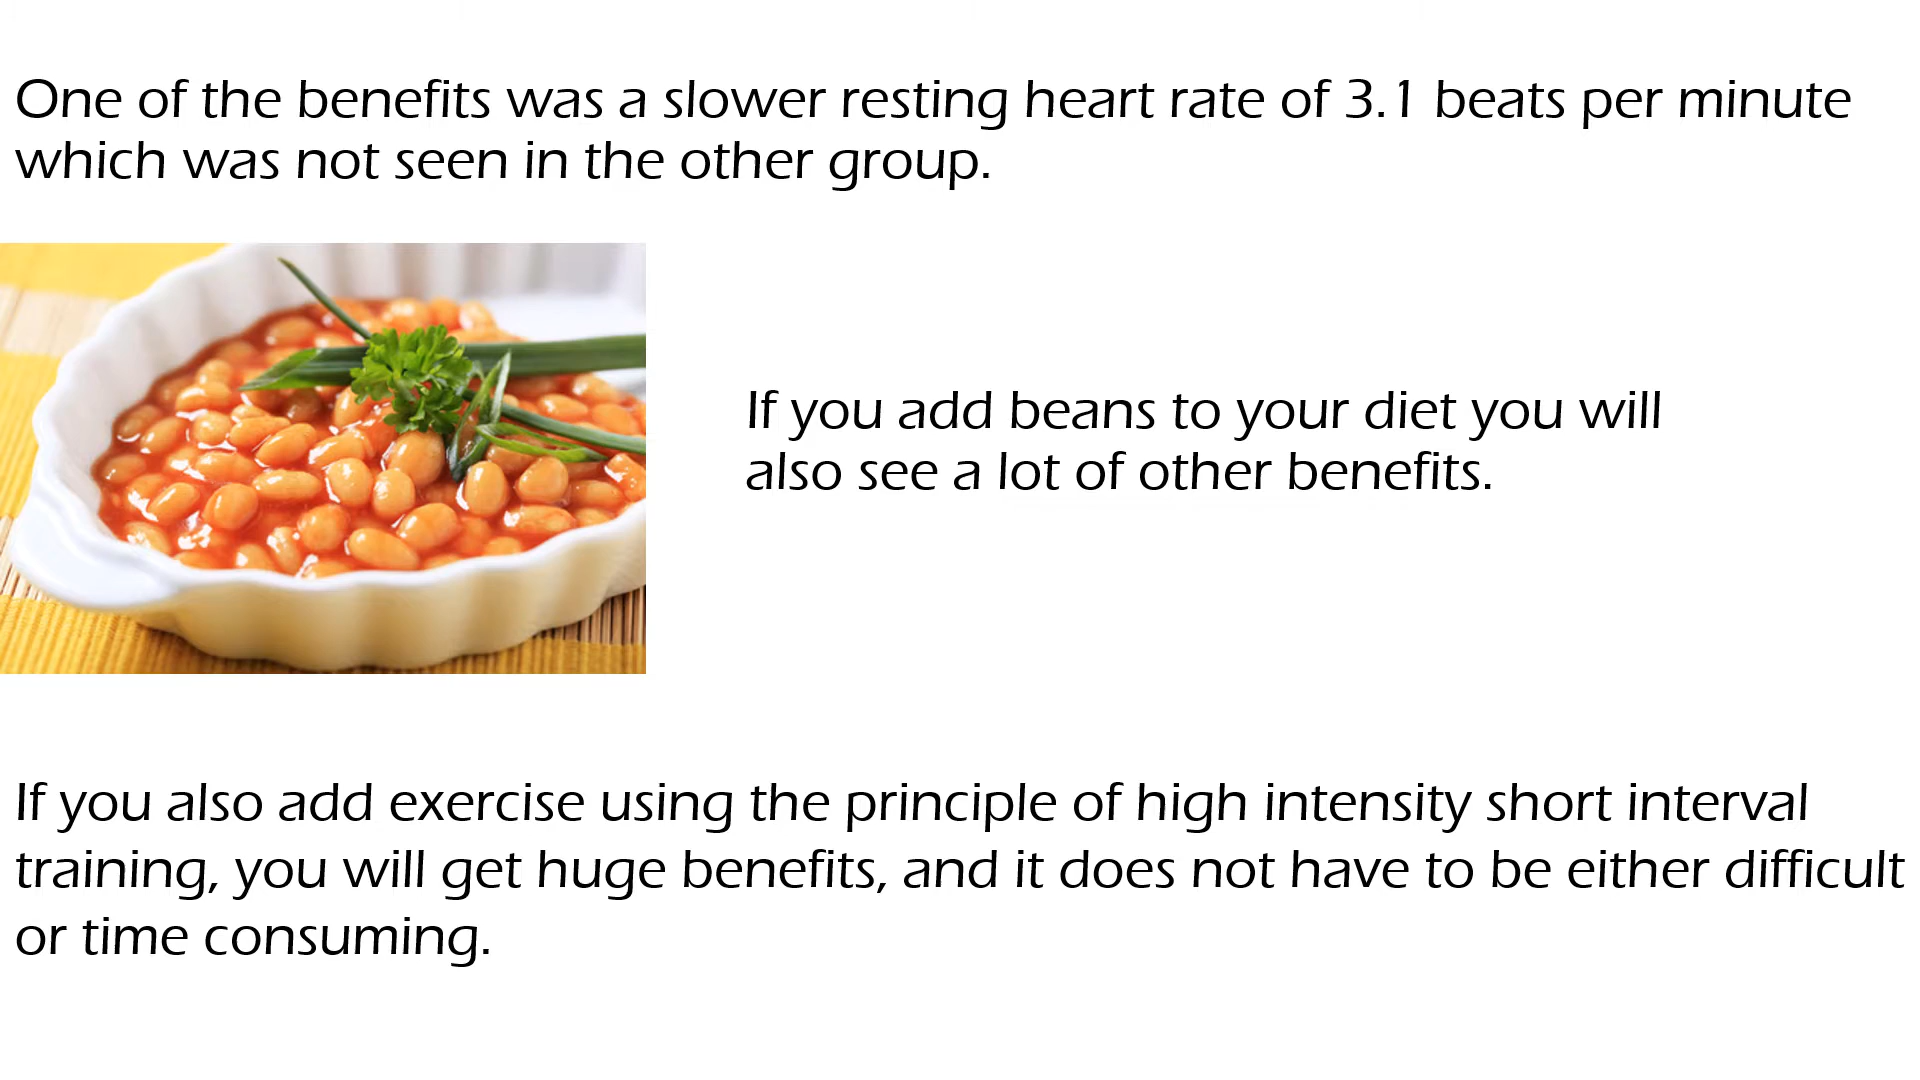 One of the benefits was a slower resting heart rate of 3.1 beats per minute
which was not seen in the other group.
If you add beans to your diet you will
also see a lot of other benefits.
If you also add exercise using the principle of high intensity short interval
training, you will get huge benefits, and it does not have to be either difficult
or time consuming.